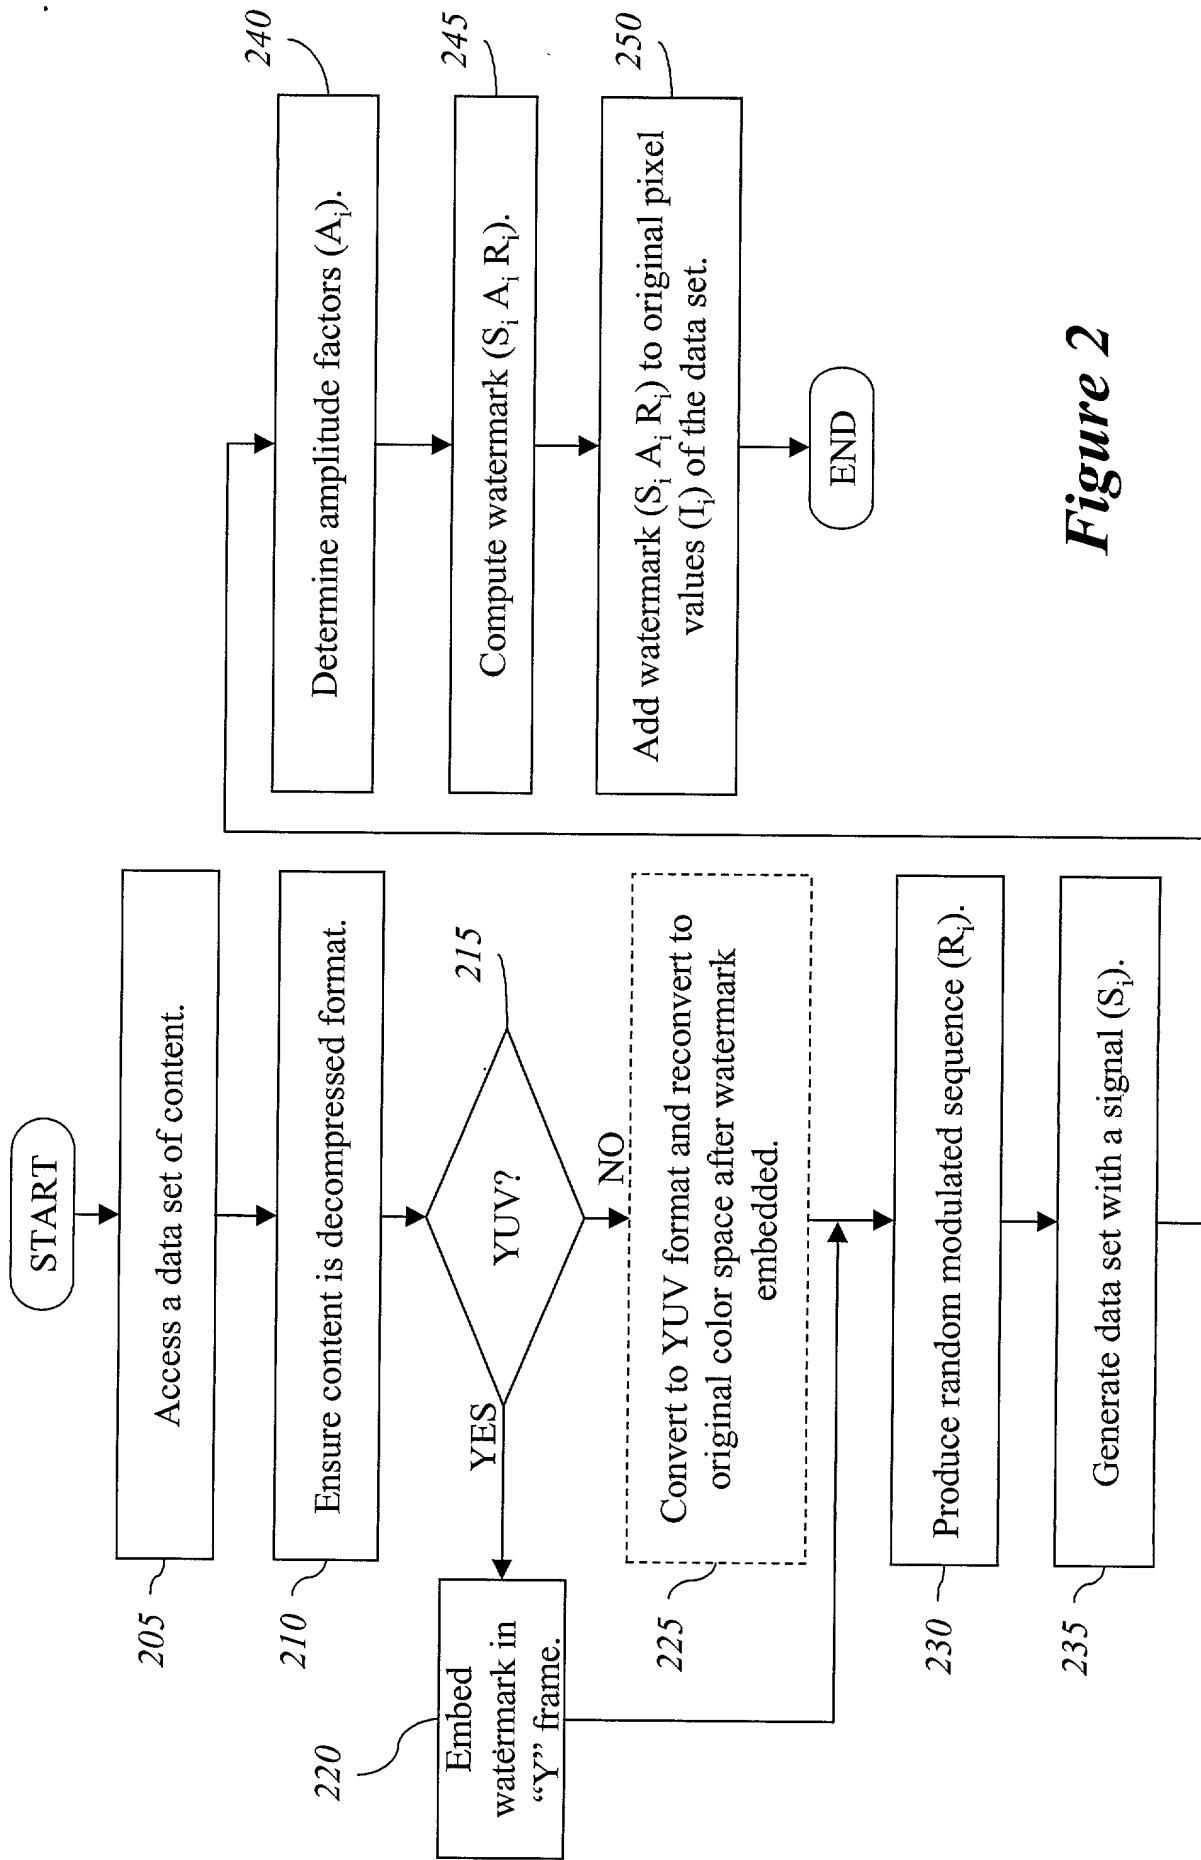 START
205
Access a data set of content.
210
Ensure content is decompressed format.
215
YUV?
YES
NO
220
Embed
watermark in
“Y” frame.
225
Convert to YUV format and reconvert to
original color space after watermark
embedded.
230
Produce random modulated sequence (Rᵢ).
235
Generate data set with a signal (Sᵢ).
240
Determine amplitude factors (Aᵢ).
245
Compute watermark (Sᵢ Aᵢ Rᵢ).
250
Add watermark (Sᵢ Aᵢ Rᵢ) to original pixel
values (Iᵢ) of the data set.
END
Figure 2